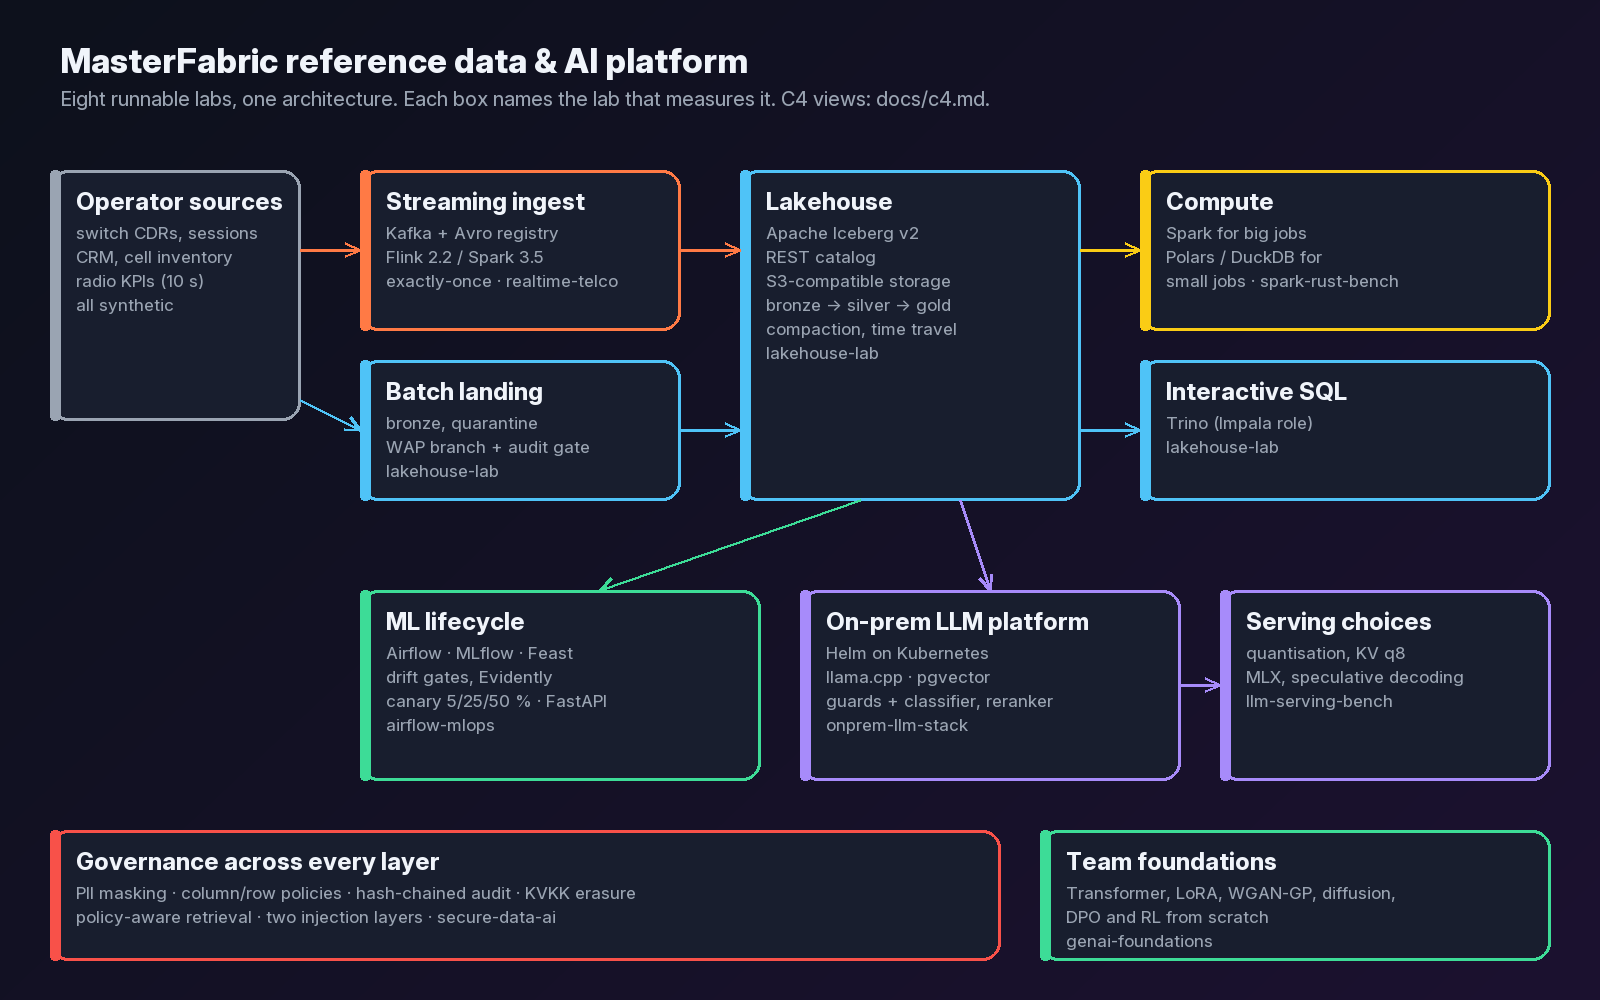 MasterFabric reference data & AI platform
Eight runnable labs, one architecture. Each box names the lab that measures it. C4 views: docs/c4.md.
Operator sources
switch CDRs, sessions
CRM, cell inventory
radio KPIs (10 s)
all synthetic
Streaming ingest
Kafka + Avro registry
Flink 2.2 / Spark 3.5
exactly-once · realtime-telco
Batch landing
bronze, quarantine
WAP branch + audit gate
lakehouse-lab
Lakehouse
Apache Iceberg v2
REST catalog
S3-compatible storage
bronze → silver → gold
compaction, time travel
lakehouse-lab
Compute
Spark for big jobs
Polars / DuckDB for
small jobs · spark-rust-bench
Interactive SQL
Trino (Impala role)
lakehouse-lab
ML lifecycle
Airflow · MLflow · Feast
drift gates, Evidently
canary 5/25/50 % · FastAPI
airflow-mlops
On-prem LLM platform
Helm on Kubernetes
llama.cpp · pgvector
guards + classifier, reranker
onprem-llm-stack
Serving choices
quantisation, KV q8
MLX, speculative decoding
llm-serving-bench
Governance across every layer
PII masking · column/row policies · hash-chained audit · KVKK erasure
policy-aware retrieval · two injection layers · secure-data-ai
Team foundations
Transformer, LoRA, WGAN-GP, diffusion,
DPO and RL from scratch
genai-foundations